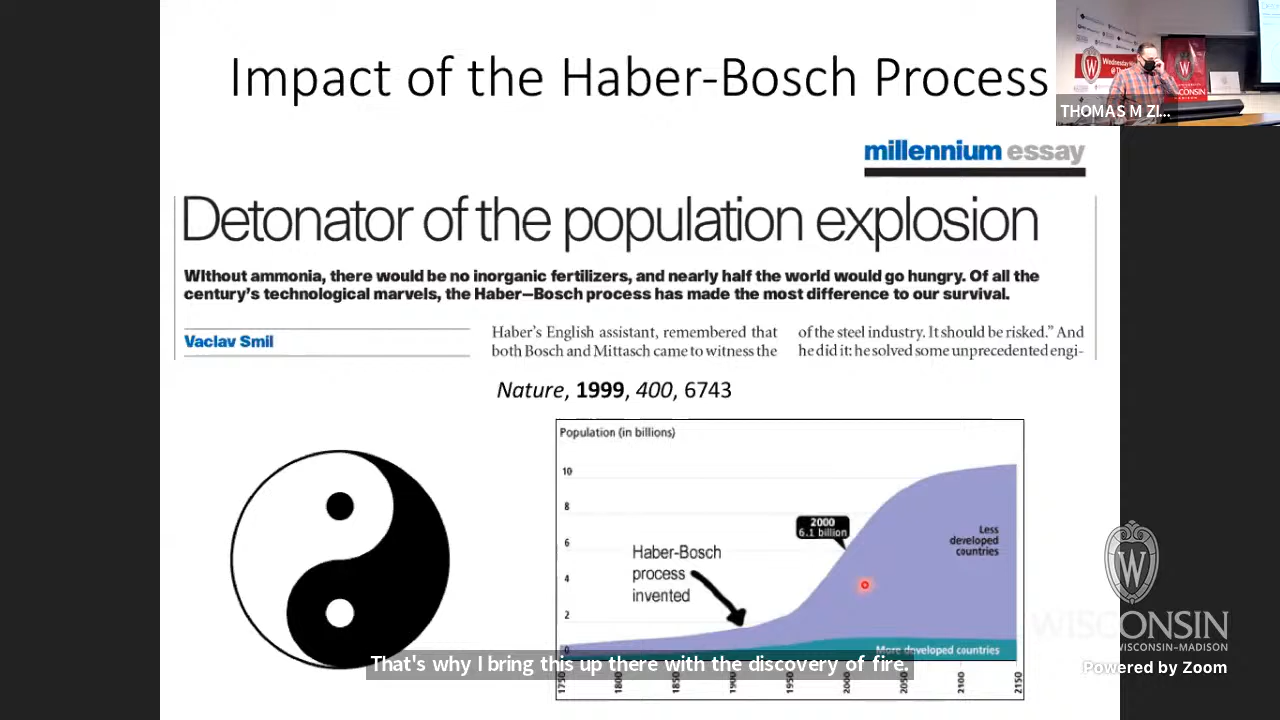 Impact of the Haber-Bosch Process
THOMAS M ZI...
millennium essay
Detonator of the population explosion
Without ammonia, there would be no inorganic fertilizers, and nearly half the world would go hungry. Of all the
century's technological marvels, the Haber–Bosch process has made the most difference to our survival.
Vaclav Smil
Haber's English assistant, remembered that
both Bosch and Mittasch came to witness the
of the steel industry. It should be risked." And
he did it: he solved some unprecedented engi-
Nature, 1999, 400, 6743
Population (in billions)
10
8
6
4
2
0
2000
6.1 billion
Less
developed
countries
Haber-Bosch
process
invented
More developed countries
1750
1800
1850
1900
1950
2000
2050
2100
2150
That's why I bring this up there with the discovery of fire.
W
WISCONSIN
WISCONSIN–MADISON
Powered by Zoom